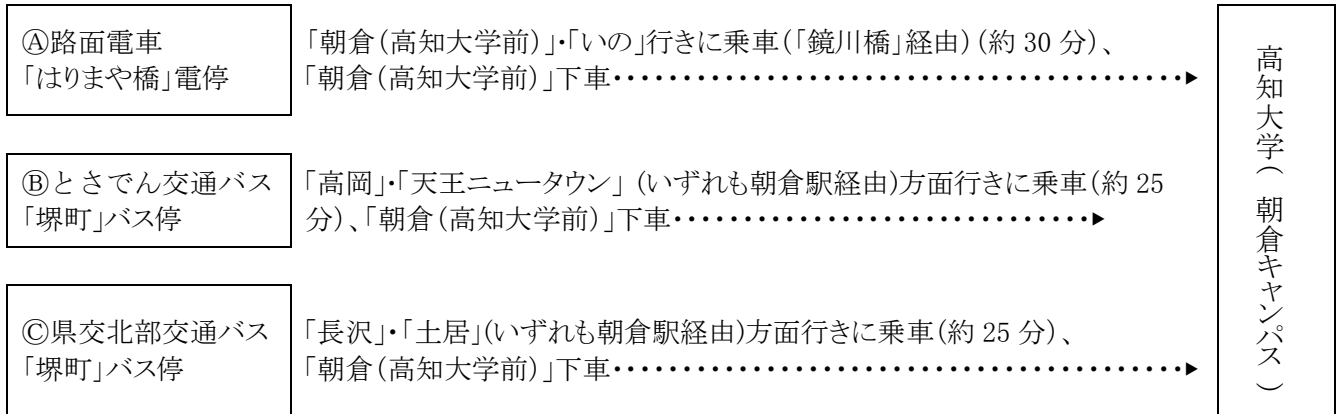 Ⓐ路面電車
「はりまや橋」電停
「朝倉(高知大学前)」・「いの」行きに乗車(「鏡川橋」経由) (約 30 分)、
「朝倉(高知大学前)」下車・・・・・・・・・・・・・・・・・・・・・・・・・・・・・・・・・・・・・・・・・・▶
Ⓑとさでん交通バス
「堺町」バス停
「高岡」・「天王ニュータウン」 (いずれも朝倉駅経由)方面行きに乗車(約 25
分)、「朝倉(高知大学前)」下車・・・・・・・・・・・・・・・・・・・・・・・・・・・・・・・▶
Ⓒ県交北部交通バス
「堺町」バス停
「長沢」・「土居」(いずれも朝倉駅経由)方面行きに乗車(約 25 分)、
「朝倉(高知大学前)」下車・・・・・・・・・・・・・・・・・・・・・・・・・・・・・・・・・・・・・・・・・・▶
高知大学(朝倉キャンパス)